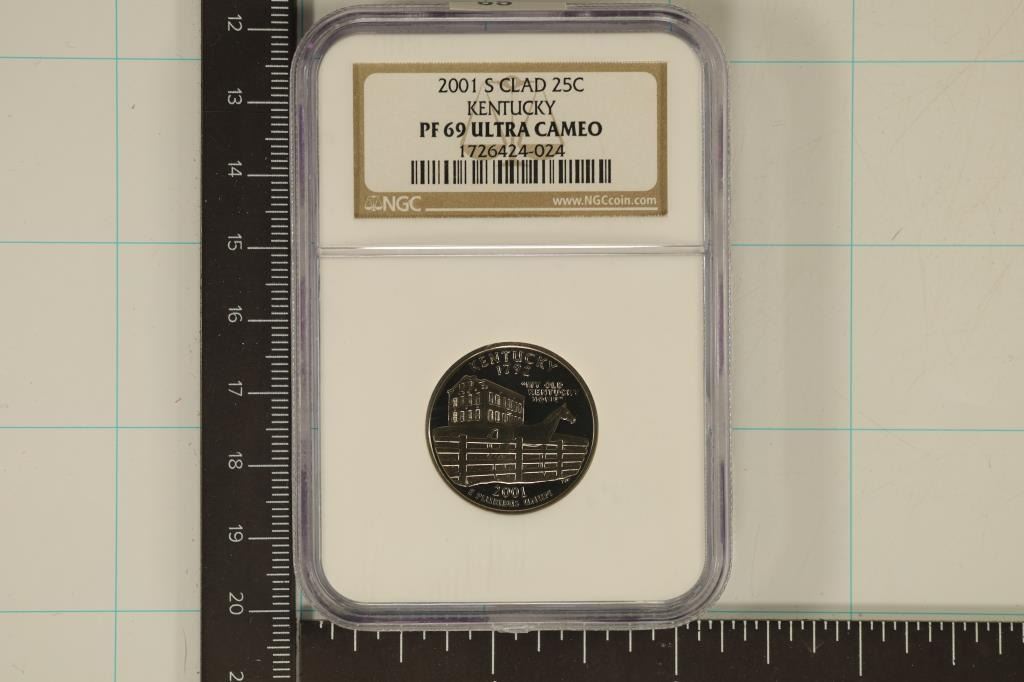 12
13
14
15
16
17
18
19
20
2001 S CLAD 25C
KENTUCKY
PF 69 ULTRA CAMEO
1726424-024
NGC
www.NGCcoin.com
KENTUCKY
1792
"MY OLD
KENTUCKY
HOME"
2001
E PLURIBUS UNUM